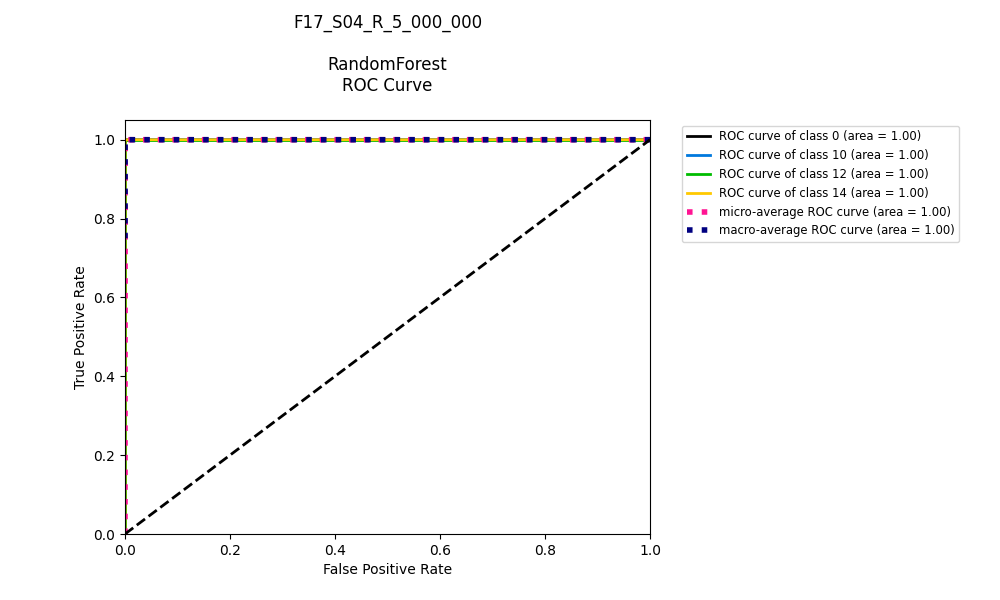 F17_S04_R_5_000_000
RandomForest
ROC Curve
1.0
0.8
0.6
0.4
0.2
0.0
True Positive Rate
0.0 0.2 0.4 0.6 0.8 1.0
False Positive Rate
ROC curve of class 0 (area = 1.00)
ROC curve of class 10 (area = 1.00)
ROC curve of class 12 (area = 1.00)
ROC curve of class 14 (area = 1.00)
micro-average ROC curve (area = 1.00)
macro-average ROC curve (area = 1.00)